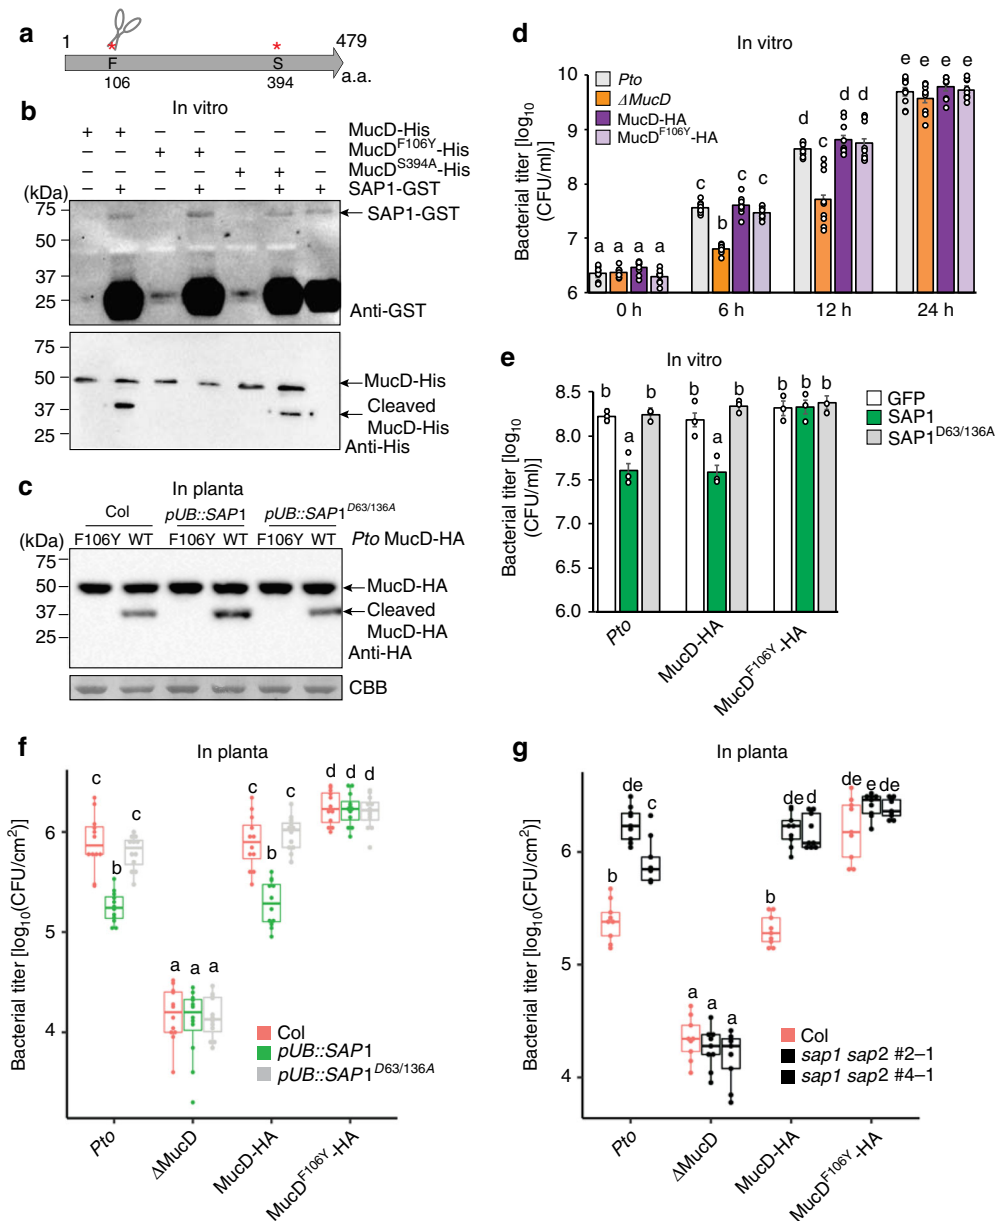 a
1 479
* *
F S
106 394 a.a.
b
In vitro
+ + – – – – – MucD-His
– – + + – – – MucD^F106Y-His
– – – – + + – MucD^S394A-His
– + – + – + + SAP1-GST
(kDa)
75
50
37
25
SAP1-GST
Anti-GST
75
50
37
25
MucD-His
Cleaved
MucD-His
Anti-His
c
In planta
Col pUB::SAP1 pUB::SAP1^D63/136A
(kDa) F106Y WT F106Y WT F106Y WT Pto MucD-HA
75
50
37
25
MucD-HA
Cleaved
MucD-HA
Anti-HA
CBB
d
In vitro
Bacterial titer [log10
(CFU/ml)]
10
9
8
7
6
Pto
ΔMucD
MucD-HA
MucD^F106Y-HA
a a a a
c b c c
d c d d
e e e e
0 h 6 h 12 h 24 h
e
In vitro
Bacterial titer [log10
(CFU/ml)]
8.5
8.0
7.5
7.0
6.5
6.0
b a b b a b b b b
GFP
SAP1
SAP1^D63/136A
Pto MucD-HA MucD^F106Y-HA
f
In planta
Bacterial titer [log10(CFU/cm2)]
6
5
4
c b c
a a a
c b c
d d d
Col
pUB::SAP1
pUB::SAP1^D63/136A
Pto ΔMucD MucD-HA MucD^F106Y-HA
g
In planta
Bacterial titer [log10(CFU/cm2)]
6
5
4
b de c
a a a
b de d
de e de
Col
sap1 sap2 #2–1
sap1 sap2 #4–1
Pto ΔMucD MucD-HA MucD^F106Y-HA